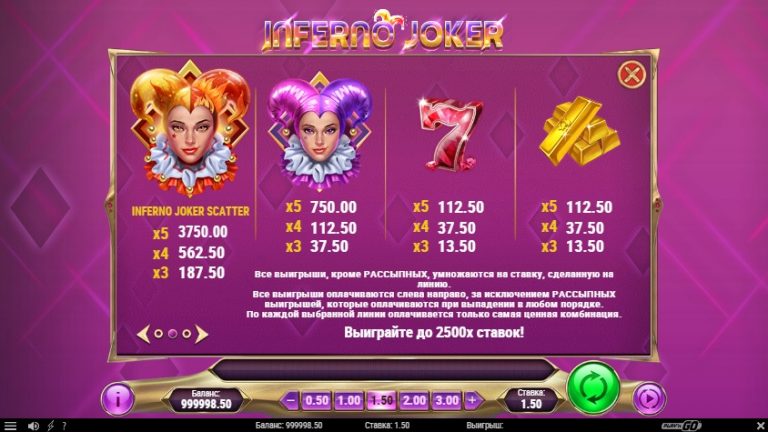 INFERNO JOKER
INFERNO JOKER SCATTER
x5 3750.00
x4 562.50
x3 187.50
x5 750.00
x4 112.50
x3 37.50
x5 112.50
x4 37.50
x3 13.50
x5 112.50
x4 37.50
x3 13.50
Все выигрыши, кроме РАССЫПНЫХ, умножаются на ставку, сделанную на
линию.
Все выигрыши оплачиваются слева направо, за исключением РАССЫПНЫХ
выигрышей, которые оплачиваются при выпадении в любом порядке.
По каждой выбранной линии оплачивается только самая ценная комбинация.
Выиграйте до 2500x ставок!
Баланс:
999998.50
− 0.50 1.00 1.50 2.00 3.00 +
Ставка:
1.50
? Баланс: 999998.50 Ставка: 1.50 Выигрыш: PLAY'N GO